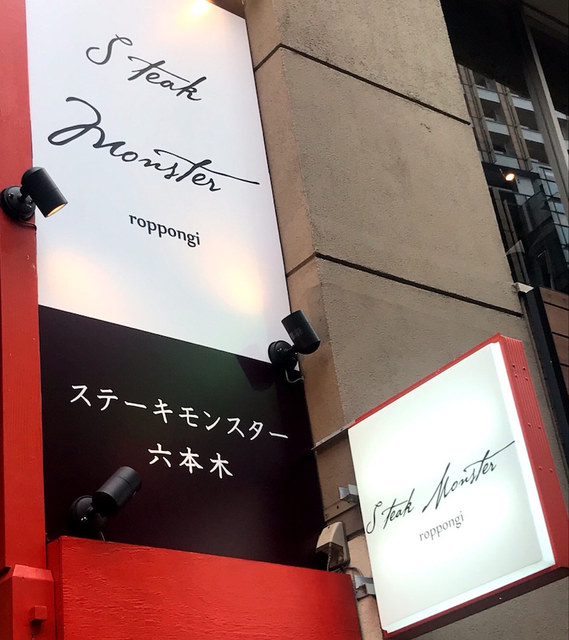 Steak
Monster
roppongi
ステーキモンスター
六本木
Steak Monster
roppongi